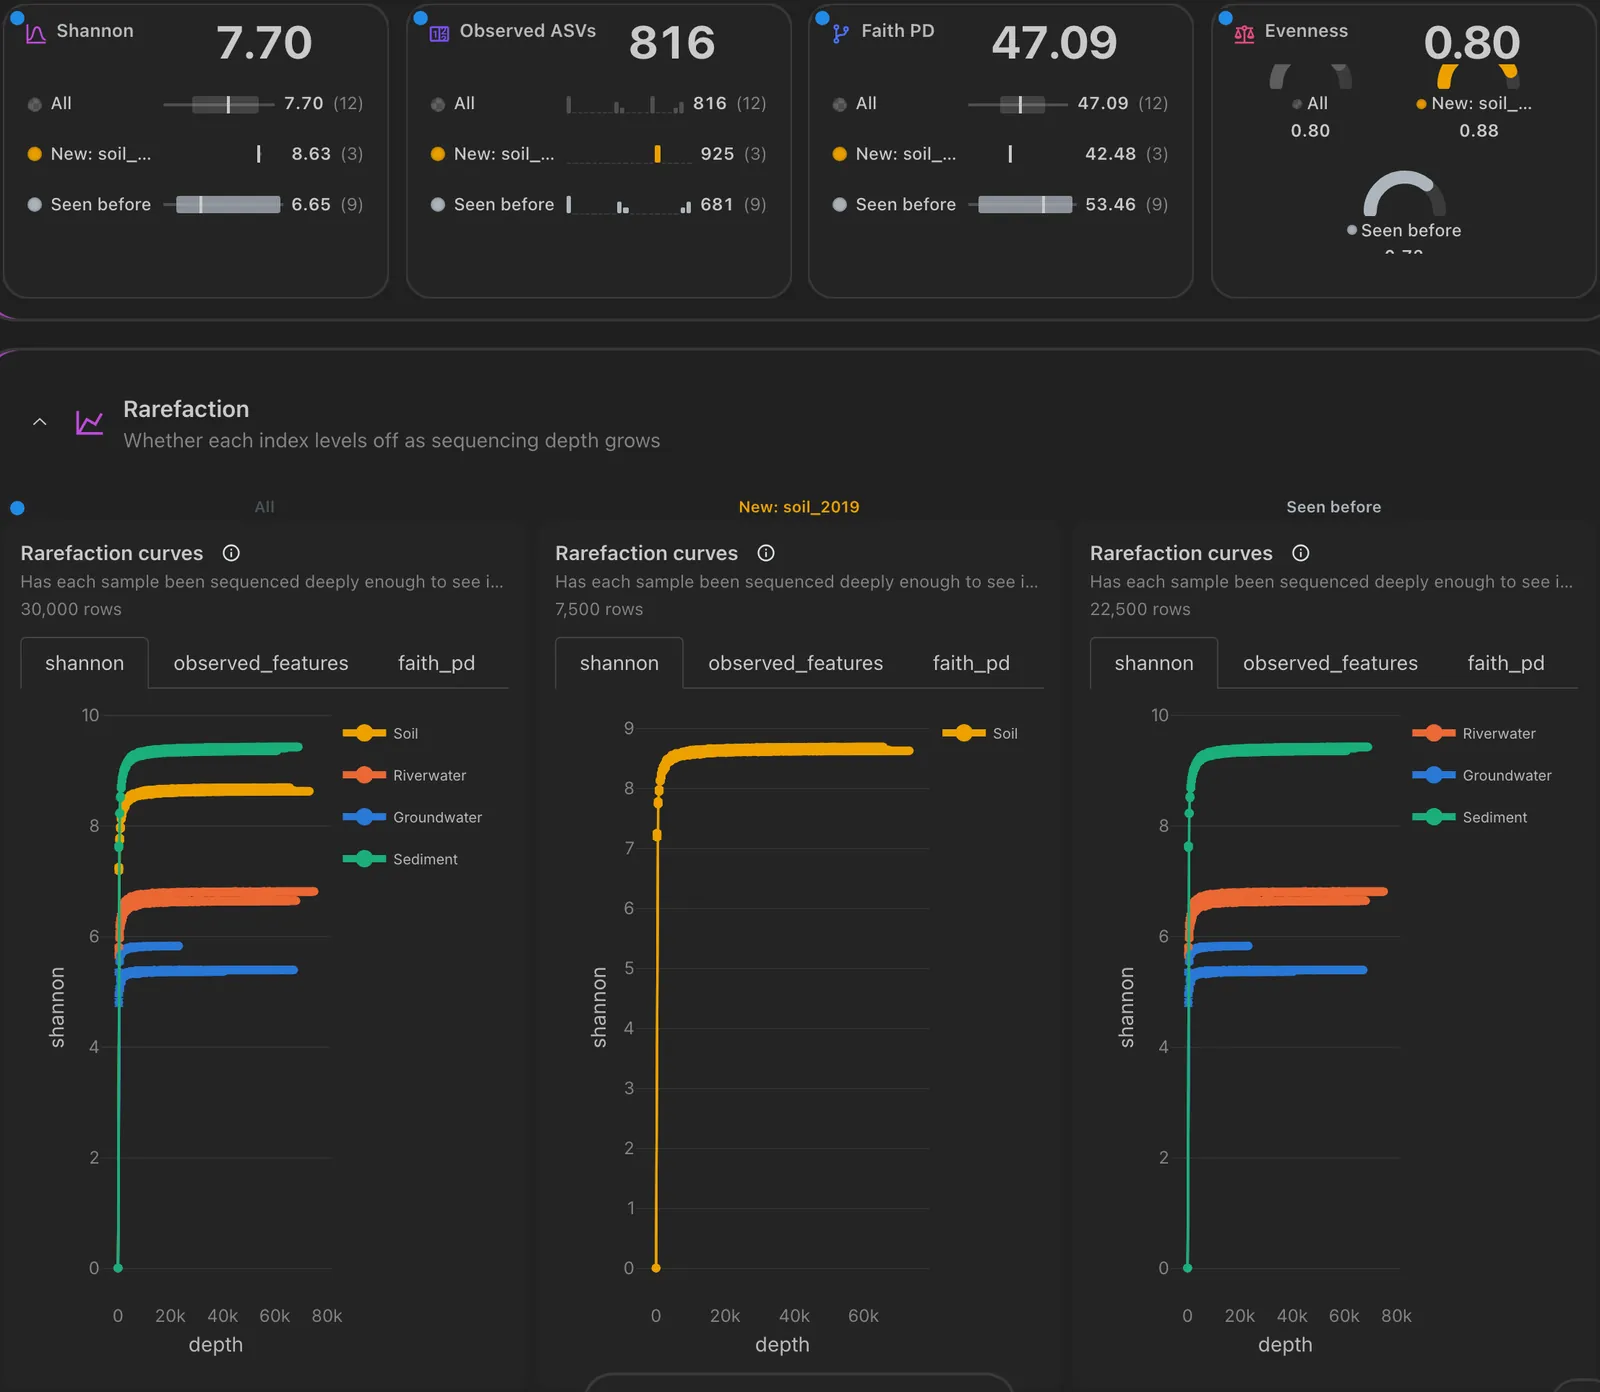 Shannon
7.70
All 7.70 (12)
New: soil_... 8.63 (3)
Seen before 6.65 (9)
Observed ASVs
816
All 816 (12)
New: soil_... 925 (3)
Seen before 681 (9)
Faith PD
47.09
All 47.09 (12)
New: soil_... 42.48 (3)
Seen before 53.46 (9)
Evenness
0.80
All
0.80
New: soil_...
0.88
Seen before
Rarefaction
Whether each index levels off as sequencing depth grows
All
Rarefaction curves
Has each sample been sequenced deeply enough to see i...
30,000 rows
shannon observed_features faith_pd
10
8
6
4
2
0
shannon
0 20k 40k 60k 80k
depth
Soil
Riverwater
Groundwater
Sediment
New: soil_2019
Rarefaction curves
Has each sample been sequenced deeply enough to see i...
7,500 rows
shannon observed_features faith_pd
9
8
7
6
5
4
3
2
1
0
shannon
0 20k 40k 60k
depth
Soil
Seen before
Rarefaction curves
Has each sample been sequenced deeply enough to see i...
22,500 rows
shannon observed_features faith_pd
10
8
6
4
2
0
shannon
0 20k 40k 60k 80k
depth
Riverwater
Groundwater
Sediment